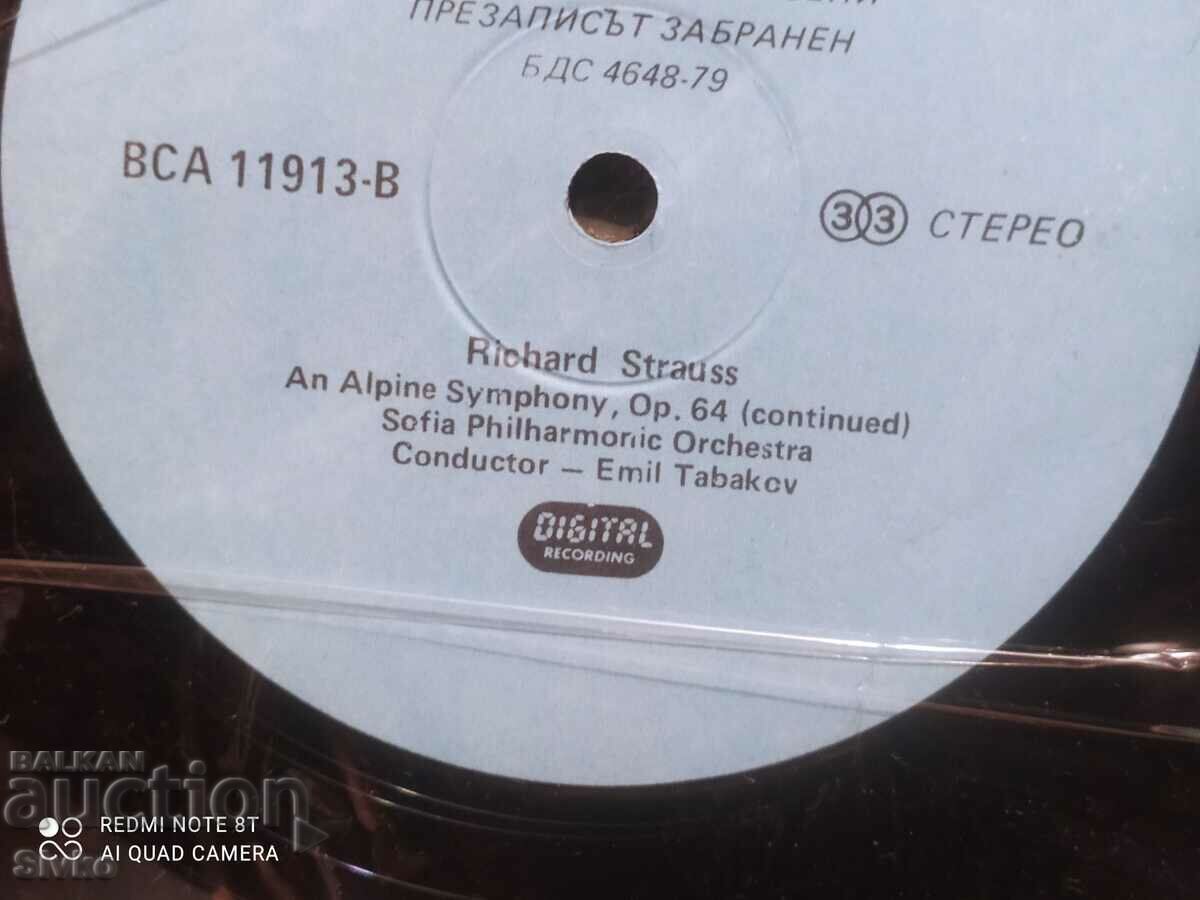 ПРЕЗАПИСЪТ ЗАБРАНЕН
БДС 4648-79
ВСА 11913-В
33 СТЕРЕО
Richard Strauss
An Alpine Symphony, Op. 64 (continued)
Sofia Philharmonic Orchestra
Conductor — Emil Tabakov
DIGITAL
RECORDING
BALKAN
auction
REDMI NOTE 8T
AI QUAD CAMERA
Sivko